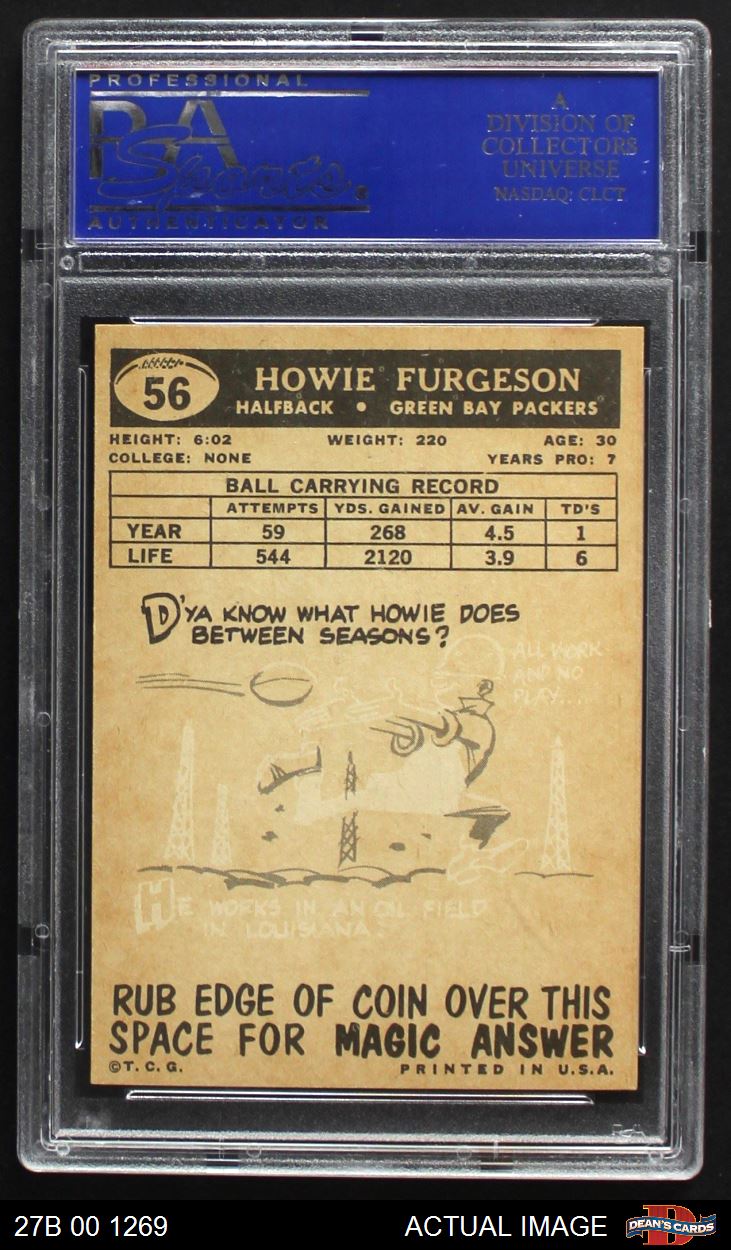 PROFESSIONAL
PSA
Sports
AUTHENTICATOR
A
DIVISION OF
COLLECTORS
UNIVERSE
NASDAQ: CLCT
56
HOWIE FURGESON
HALFBACK • GREEN BAY PACKERS
HEIGHT: 6:02 WEIGHT: 220 AGE: 30
COLLEGE: NONE YEARS PRO: 7
BALL CARRYING RECORD
ATTEMPTS YDS. GAINED AV. GAIN TD'S
YEAR 59 268 4.5 1
LIFE 544 2120 3.9 6
D'YA KNOW WHAT HOWIE DOES
BETWEEN SEASONS?
ALL WORK
AND NO
PLAY...
HE WORKS IN AN OIL FIELD
IN LOUISIANA.
RUB EDGE OF COIN OVER THIS
SPACE FOR MAGIC ANSWER
©T.C.G. PRINTED IN U.S.A.
PSA
27B 00 1269 ACTUAL IMAGE
D
DEAN'S CARDS